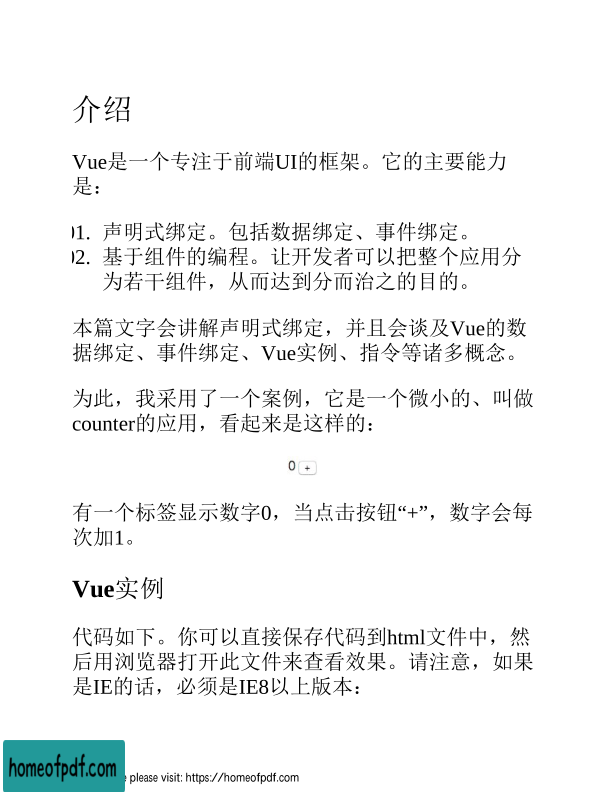 介绍
Vue是一个专注于前端UI的框架。它的主要能力
是：
01. 声明式绑定。包括数据绑定、事件绑定。
02. 基于组件的编程。让开发者可以把整个应用分
为若干组件，从而达到分而治之的目的。
本篇文字会讲解声明式绑定，并且会谈及Vue的数
据绑定、事件绑定、Vue实例、指令等诸多概念。
为此，我采用了一个案例，它是一个微小的、叫做
counter的应用，看起来是这样的：
0 +
有一个标签显示数字0，当点击按钮“+”，数字会每
次加1。
Vue实例
代码如下。你可以直接保存代码到html文件中，然
后用浏览器打开此文件来查看效果。请注意，如果
是IE的话，必须是IE8以上版本：
homeofpdf.com
please visit: https://homeofpdf.com